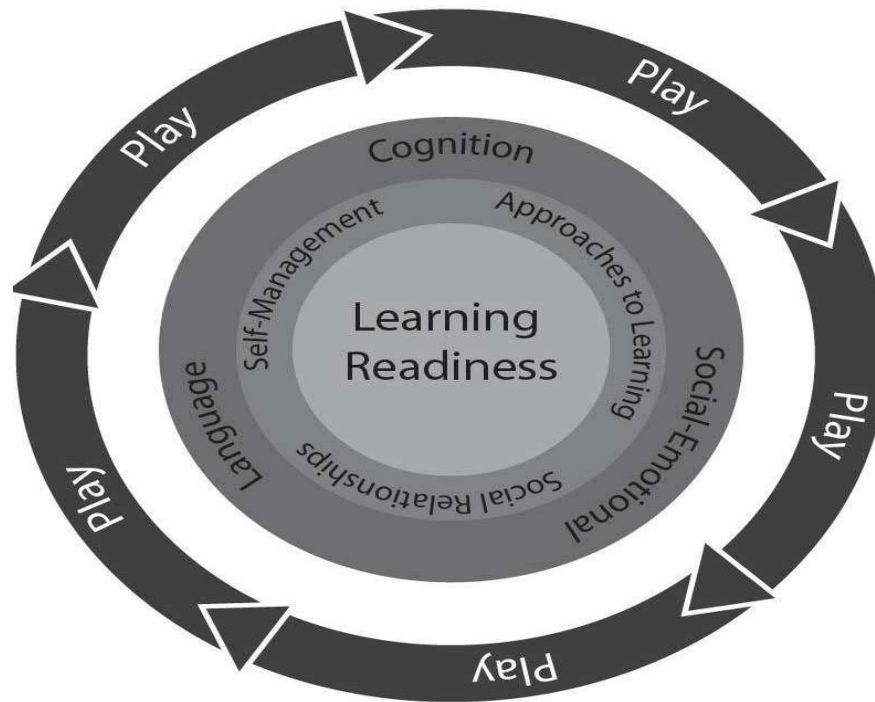 Play
Play
Play
Play
Play
Cognition
Social-Emotional
Language
Self-Management
Approaches to Learning
Social Relationships
Learning
Readiness